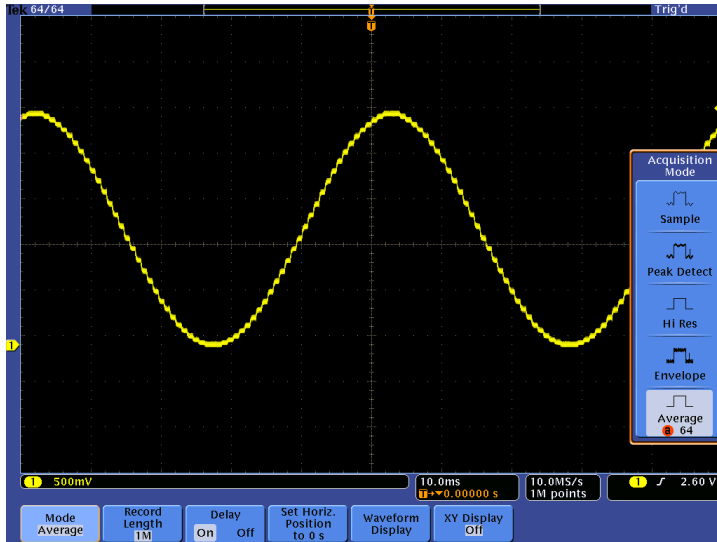 Tek 64/64 Trig'd
T
T
Acquisition
Mode
Sample
Peak Detect
Hi Res
Envelope
Average
a 64
1
1 500mV
10.0ms
T→▼0.00000 s
10.0MS/s
1M points
1 2.60 V
Mode
Average
Record
Length
1M
Delay
On Off
Set Horiz.
Position
to 0 s
Waveform
Display
XY Display
Off